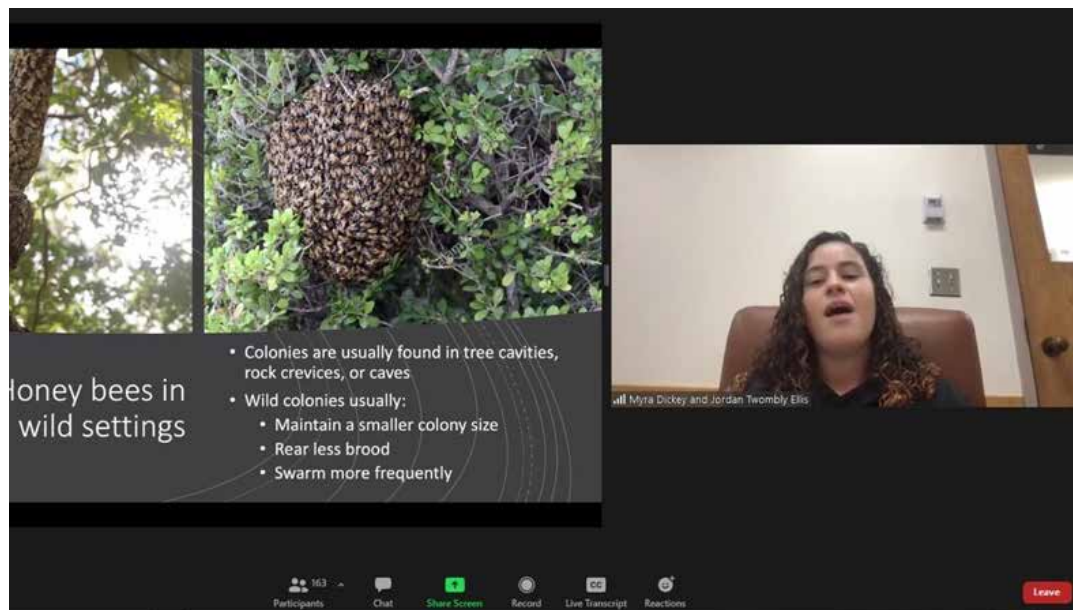 Honey bees in
wild settings
• Colonies are usually found in tree cavities,
rock crevices, or caves
• Wild colonies usually:
• Maintain a smaller colony size
• Rear less brood
• Swarm more frequently
Myra Dickey and Jordan Twombly Ellis
163
Participants
Chat
Share Screen
Record
CC
Live Transcript
Reactions
Leave